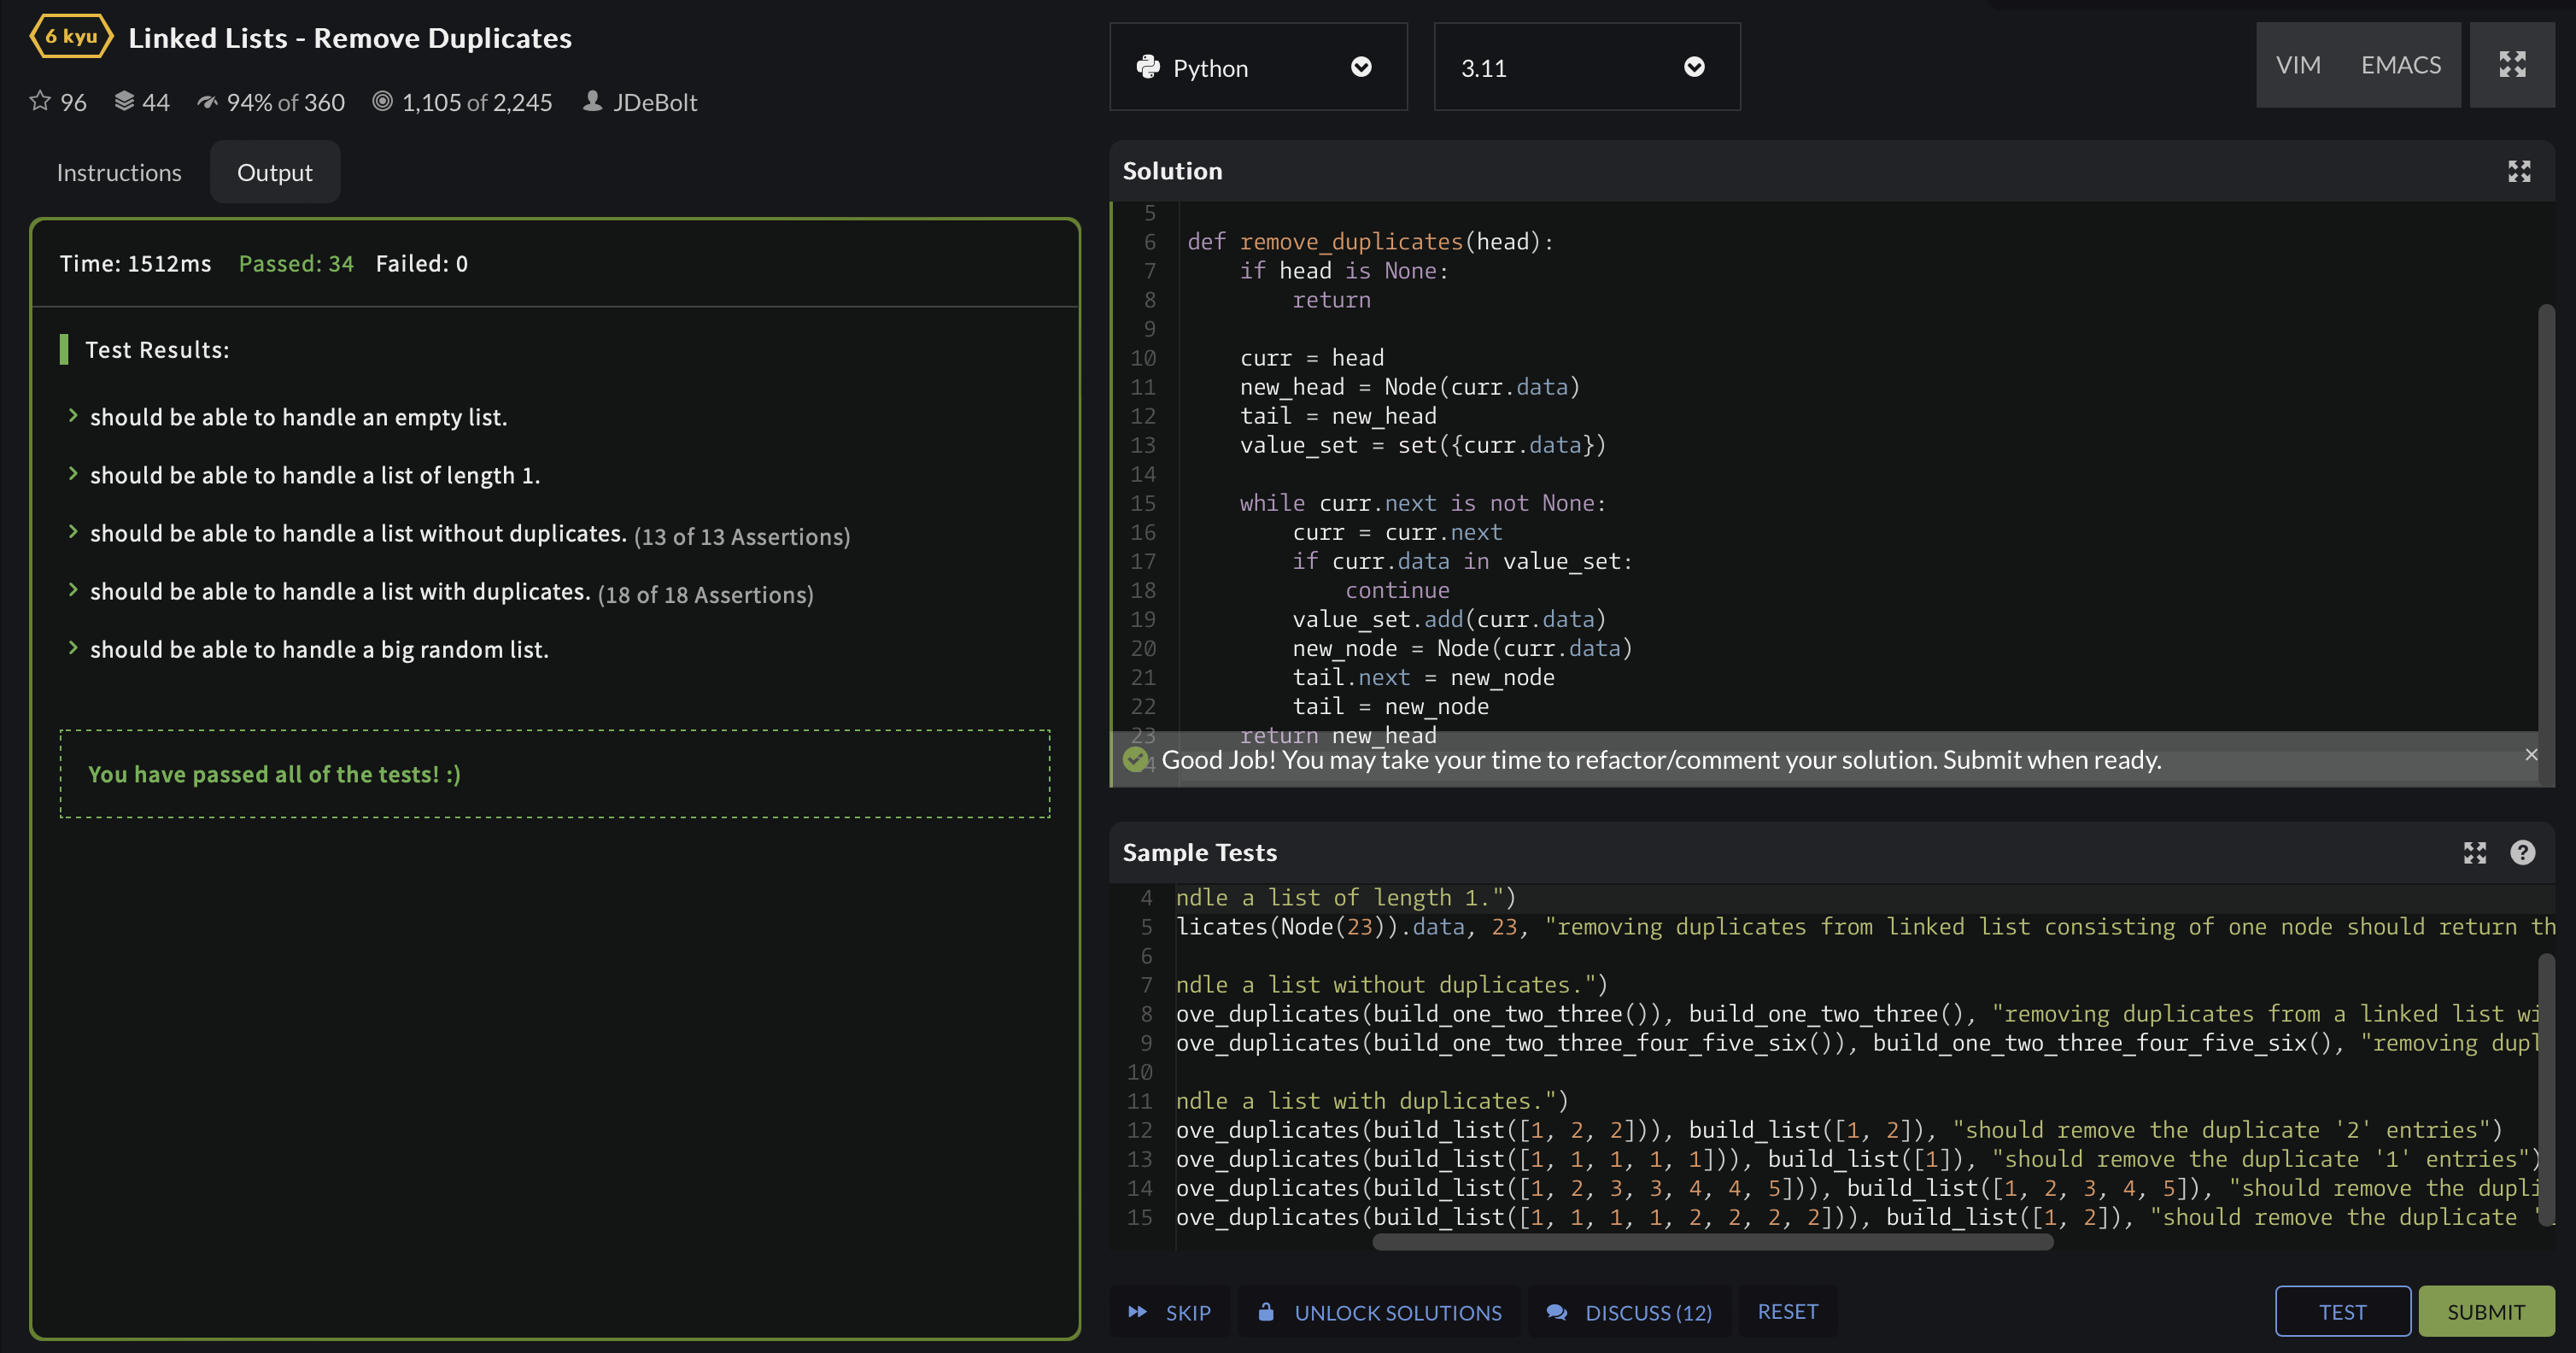 6 kyu Linked Lists - Remove Duplicates
96 44 94% of 360 1,105 of 2,245 JDeBolt
Instructions Output
Time: 1512ms Passed: 34 Failed: 0
Test Results:
should be able to handle an empty list.
should be able to handle a list of length 1.
should be able to handle a list without duplicates. (13 of 13 Assertions)
should be able to handle a list with duplicates. (18 of 18 Assertions)
should be able to handle a big random list.
You have passed all of the tests! :)
Python 3.11 VIM EMACS
Solution
5
6 def remove_duplicates(head):
7 if head is None:
8 return
9
10 curr = head
11 new_head = Node(curr.data)
12 tail = new_head
13 value_set = set({curr.data})
14
15 while curr.next is not None:
16 curr = curr.next
17 if curr.data in value_set:
18 continue
19 value_set.add(curr.data)
20 new_node = Node(curr.data)
21 tail.next = new_node
22 tail = new_node
23 return new_head
Good Job! You may take your time to refactor/comment your solution. Submit when ready.
Sample Tests
4 ndle a list of length 1.")
5 licates(Node(23)).data, 23, "removing duplicates from linked list consisting of one node should return th
6
7 ndle a list without duplicates.")
8 ove_duplicates(build_one_two_three()), build_one_two_three(), "removing duplicates from a linked list wi
9 ove_duplicates(build_one_two_three_four_five_six()), build_one_two_three_four_five_six(), "removing dupl
10
11 ndle a list with duplicates.")
12 ove_duplicates(build_list([1, 2, 2])), build_list([1, 2]), "should remove the duplicate '2' entries")
13 ove_duplicates(build_list([1, 1, 1, 1, 1])), build_list([1]), "should remove the duplicate '1' entries")
14 ove_duplicates(build_list([1, 2, 3, 3, 4, 4, 5])), build_list([1, 2, 3, 4, 5]), "should remove the dupli
15 ove_duplicates(build_list([1, 1, 1, 1, 2, 2, 2, 2])), build_list([1, 2]), "should remove the duplicate '
SKIP UNLOCK SOLUTIONS DISCUSS (12) RESET TEST SUBMIT